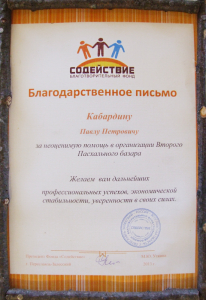 СОДЕЙСТВИЕ
БЛАГОТВОРИТЕЛЬНЫЙ ФОНД
Благодарственное письмо
Кабардину
Павлу Петровичу
за неоценимую помощь в организации Второго
Пасхального базара
Желаем вам дальнейших
профессиональных успехов, экономической
стабильности, уверенности в своих силах.